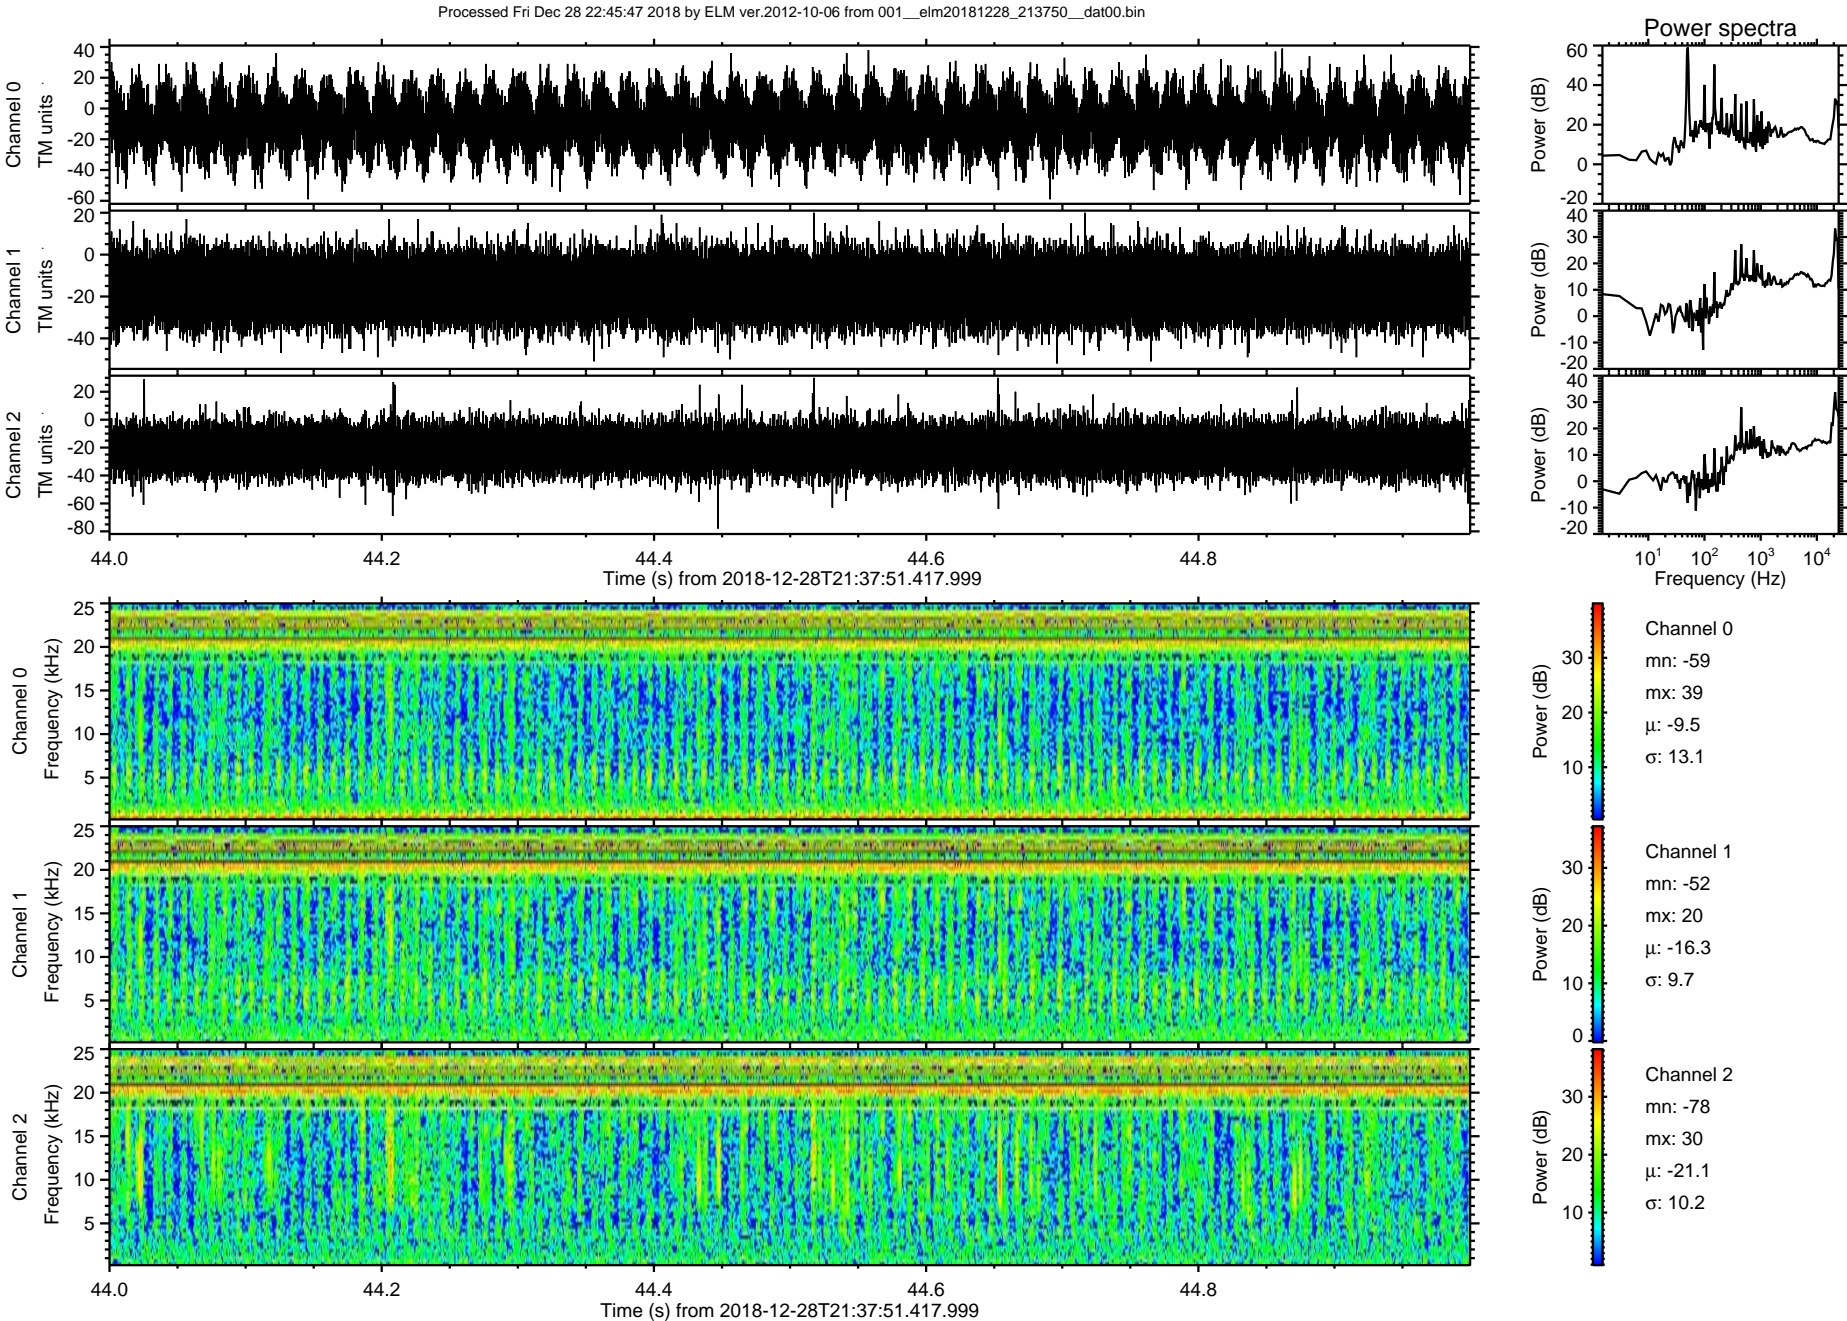 Processed Fri Dec 28 22:45:47 2018 by ELM ver.2012-10-06 from 001__elm20181228_213750__dat00.bin
Power spectra
Channel 0
TM units
40
20
0
-20
-40
-60
Power (dB)
60
40
20
0
-20
Channel 1
TM units
20
0
-20
-40
Power (dB)
40
30
20
10
0
-10
-20
Channel 2
TM units
20
0
-20
-40
-60
-80
Power (dB)
40
30
20
10
0
-10
-20
44.0 44.2 44.4 44.6 44.8
Time (s) from 2018-12-28T21:37:51.417.999
10¹ 10² 10³ 10⁴
Frequency (Hz)
Channel 0
Frequency (kHz)
25
20
15
10
5
Power (dB)
30
20
10
Channel 0
mn: -59
mx: 39
μ: -9.5
σ: 13.1
Channel 1
Frequency (kHz)
25
20
15
10
5
Power (dB)
30
20
10
0
Channel 1
mn: -52
mx: 20
μ: -16.3
σ: 9.7
Channel 2
Frequency (kHz)
25
20
15
10
5
Power (dB)
30
20
10
Channel 2
mn: -78
mx: 30
μ: -21.1
σ: 10.2
44.0 44.2 44.4 44.6 44.8
Time (s) from 2018-12-28T21:37:51.417.999